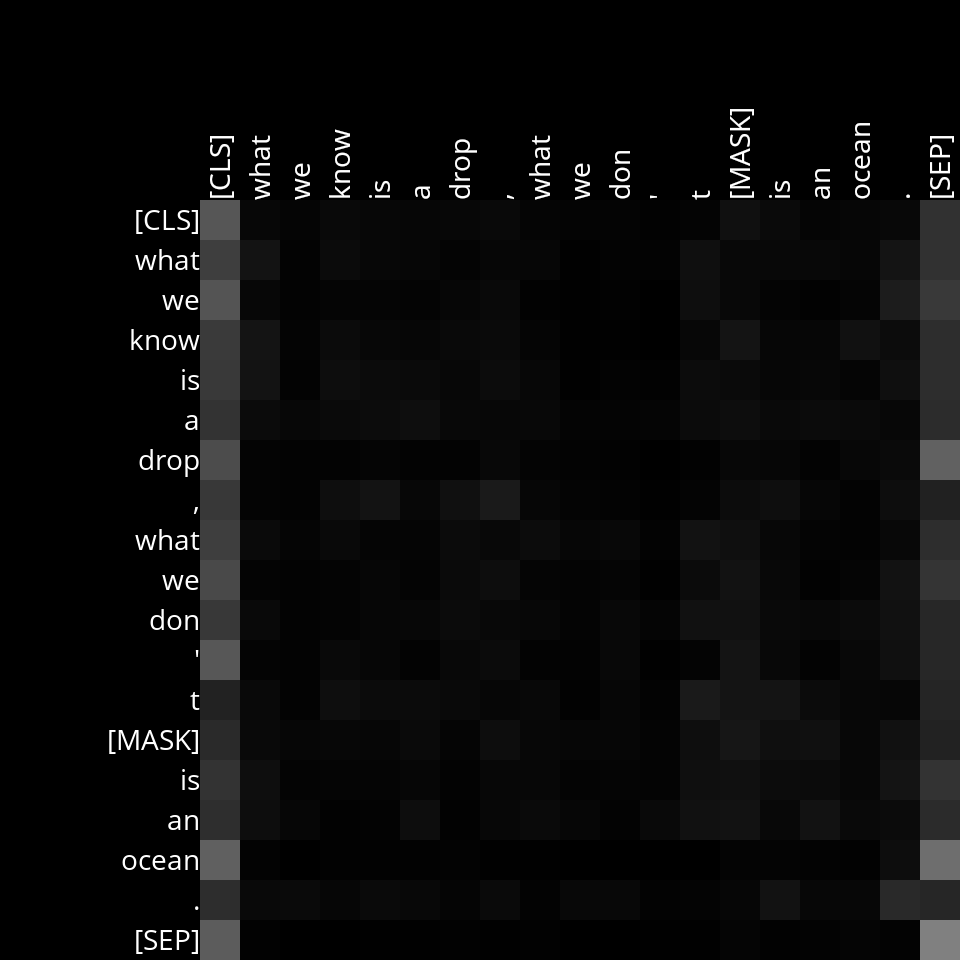 [CLS] what we know is a drop , what we don ' t [MASK] is an ocean . [SEP]
[CLS]
what
we
know
is
a
drop
,
what
we
don
'
t
[MASK]
is
an
ocean
.
[SEP]